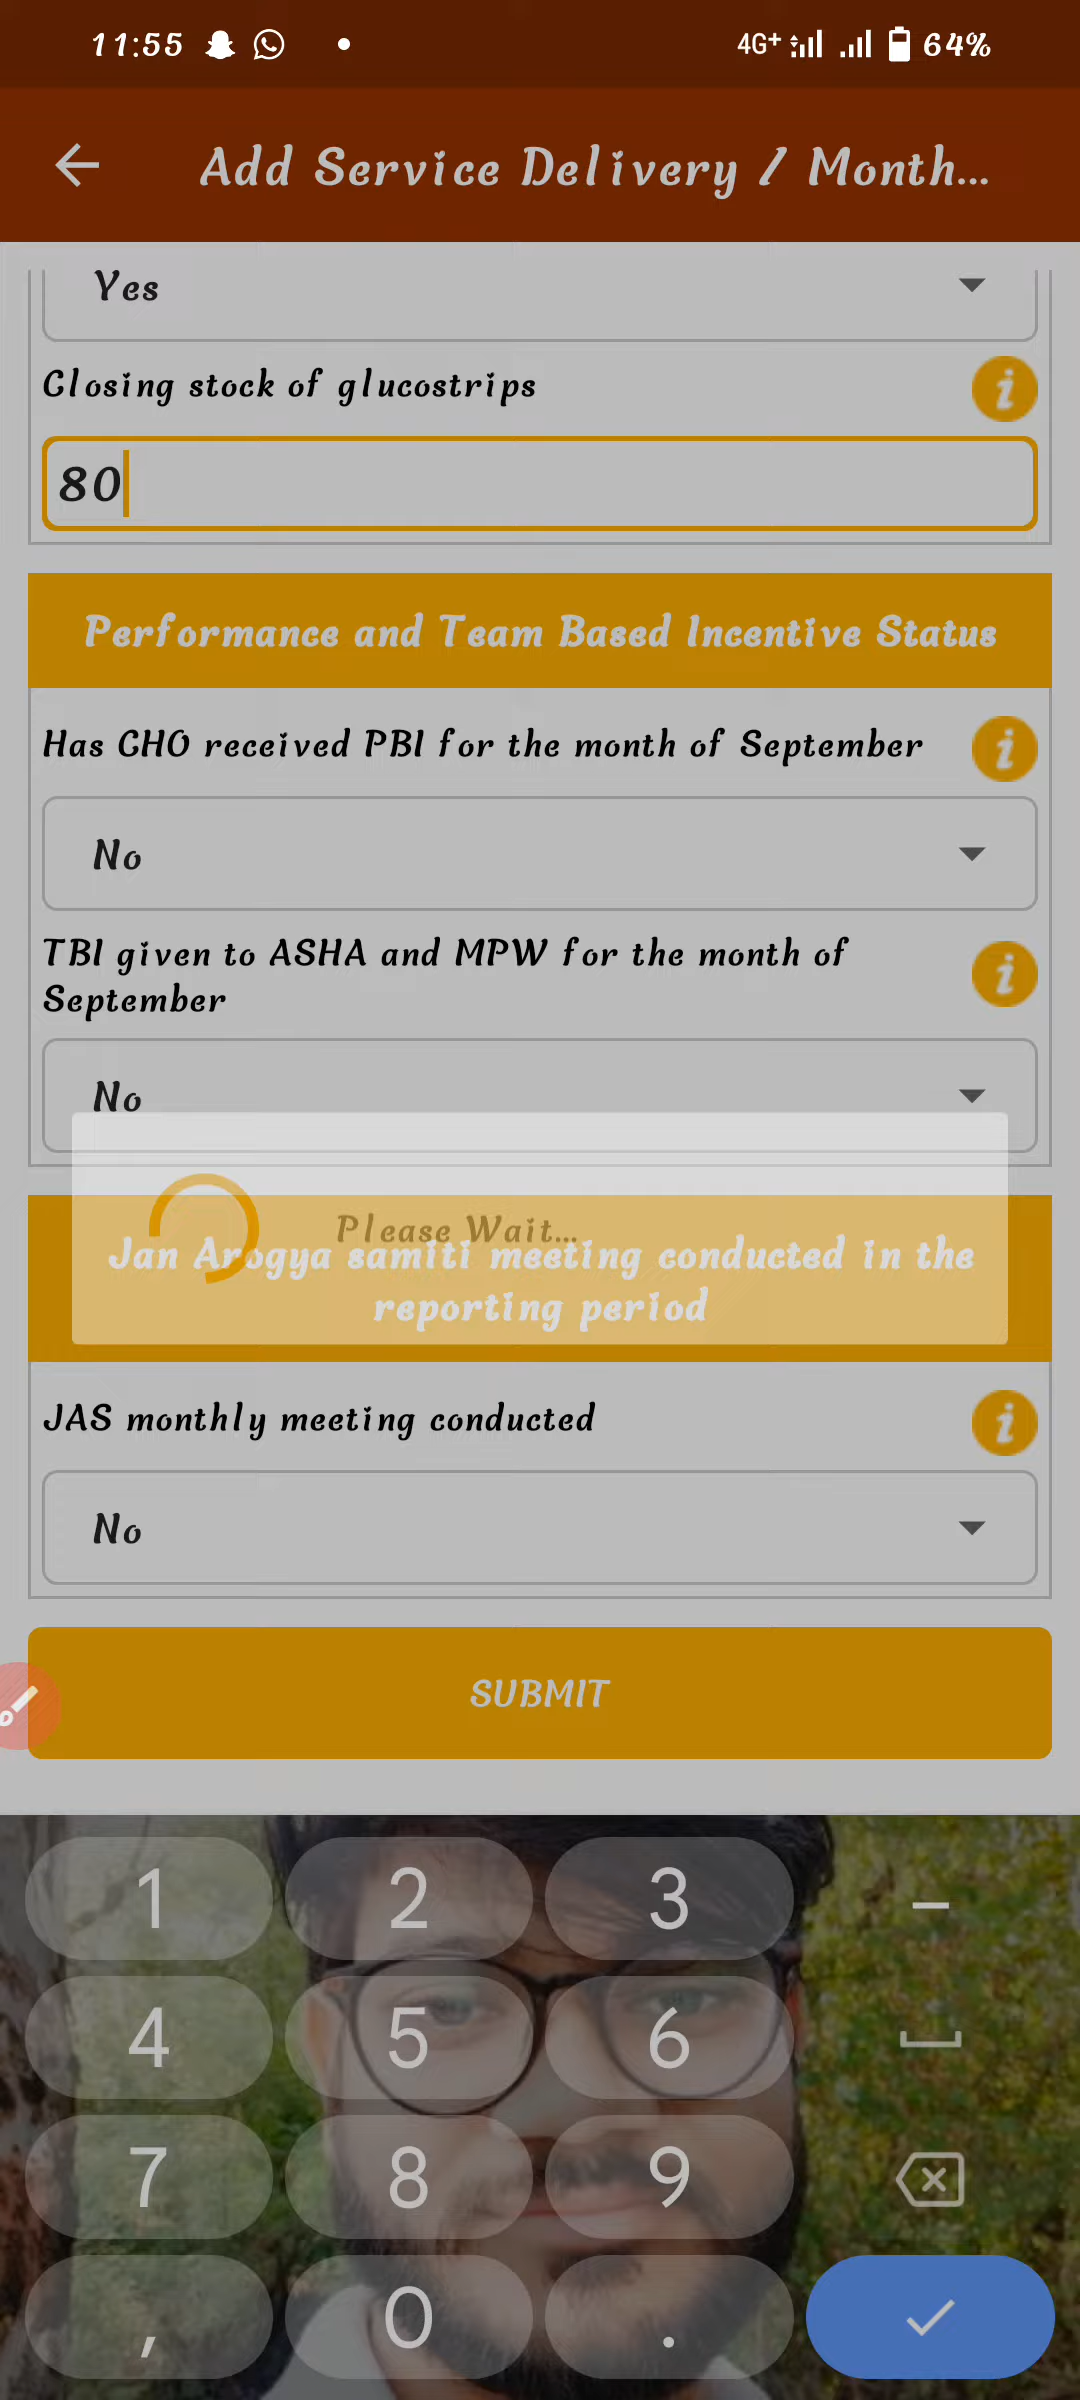 11:55
4G+
64%
Add Service Delivery / Month...
Yes
Closing stock of glucostrips
i
80
Performance and Team Based Incentive Status
Has CHO received PBI for the month of September
i
No
TBI given to ASHA and MPW for the month of
September
i
No
Please Wait...
Jan Arogya samiti meeting conducted in the
reporting period
JAS monthly meeting conducted
i
No
SUBMIT
1 2 3 –
4 5 6
7 8 9
, 0 .